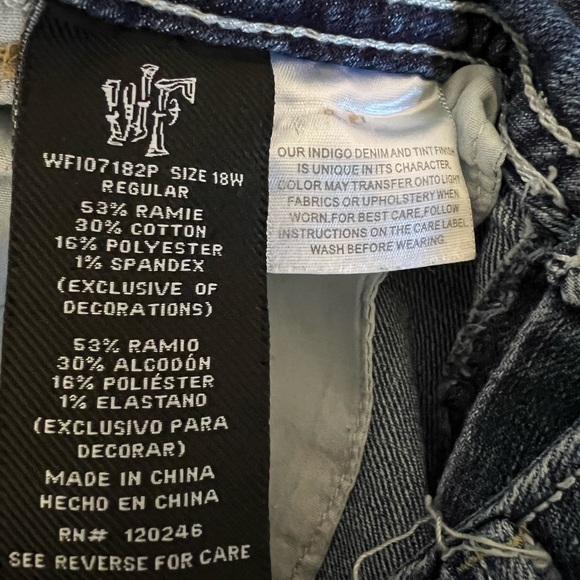 WF
WF107182P SIZE 18W
REGULAR
53% RAMIE
30% COTTON
16% POLYESTER
1% SPANDEX
(EXCLUSIVE OF
DECORATIONS)
53% RAMIO
30% ALGODÓN
16% POLIÉSTER
1% ELASTANO
(EXCLUSIVO PARA
DECORAR)
MADE IN CHINA
HECHO EN CHINA
RN# 120246
SEE REVERSE FOR CARE
OUR INDIGO DENIM AND TINT FINISH
IS UNIQUE IN ITS CHARACTER.
COLOR MAY TRANSFER ONTO LIGHT
FABRICS OR UPHOLSTERY WHEN
WORN.FOR BEST CARE, FOLLOW
INSTRUCTIONS ON THE CARE LABEL.
WASH BEFORE WEARING.